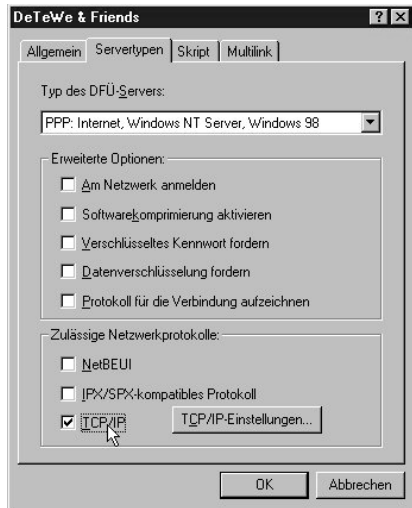 DeTeWe & Friends
Allgemein Servertypen Skript Multilink
Typ des DFÜ-Servers:
PPP: Internet, Windows NT Server, Windows 98
Erweiterte Optionen:
Am Netzwerk anmelden
Softwarekomprimierung aktivieren
Verschlüsseltes Kennwort fordern
Datenverschlüsselung fordern
Protokoll für die Verbindung aufzeichnen
Zulässige Netzwerkprotokolle:
NetBEUI
IPX/SPX-kompatibles Protokoll
TCP/IP TCP/IP-Einstellungen...
OK Abbrechen